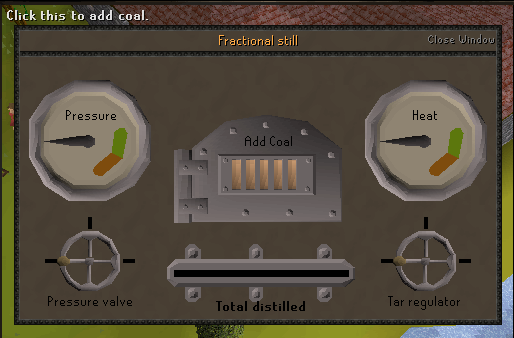 Click this to add coal.
Fractional still
Close Window
Pressure
Add Coal
Heat
Pressure valve
Total distilled
Tar regulator